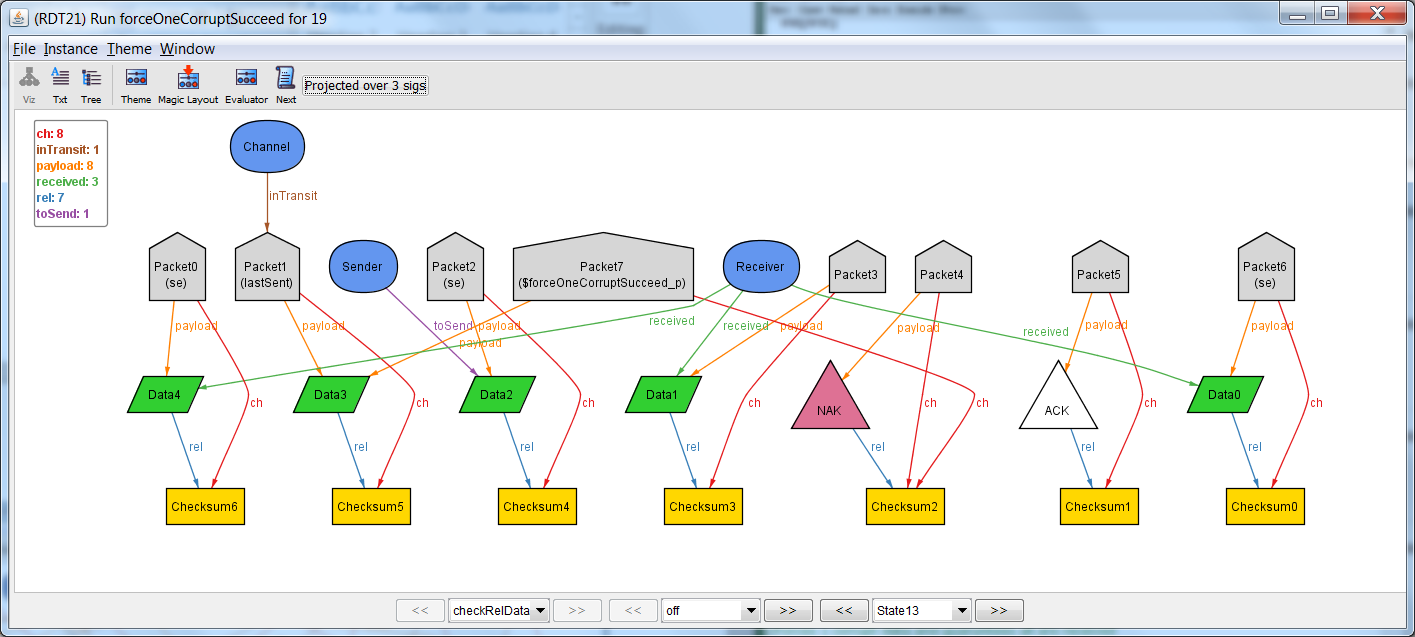 (RDT21) Run forceOneCorruptSucceed for 19
File Instance Theme Window
Viz Txt Tree Theme Magic Layout Evaluator Next Projected over 3 sigs
ch: 8
inTransit: 1
payload: 8
received: 3
rel: 7
toSend: 1
Channel
inTransit
Packet0
(se)
Packet1
(lastSent)
Sender
Packet2
(se)
Packet7
($forceOneCorruptSucceed_p)
Receiver
Packet3
Packet4
Packet5
Packet6
(se)
payload payload toSend payload received received payload payload received payload payload
payload
Data4 Data3 Data2 Data1 NAK ACK Data0
ch ch ch ch ch ch ch ch
rel rel rel rel rel rel rel
Checksum6 Checksum5 Checksum4 Checksum3 Checksum2 Checksum1 Checksum0
<< checkRelData >> << off >> << State13 >>